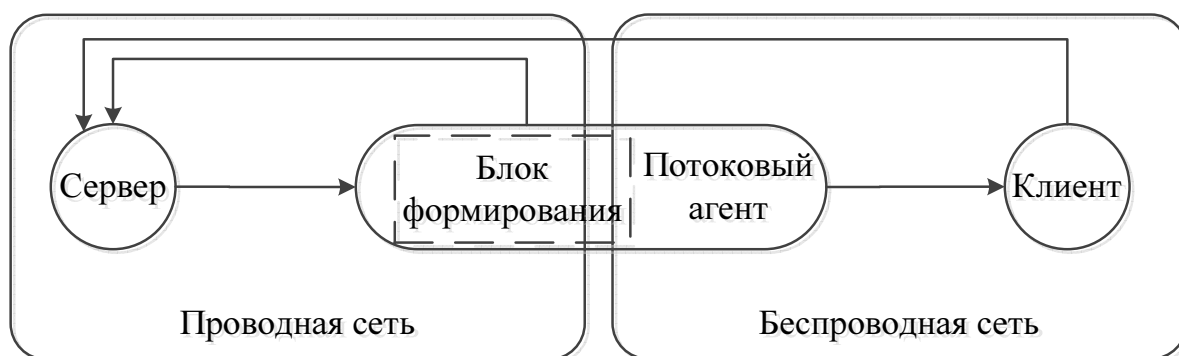 Сервер
Блок
формирования
Потоковый
агент
Клиент
Проводная сеть
Беспроводная сеть